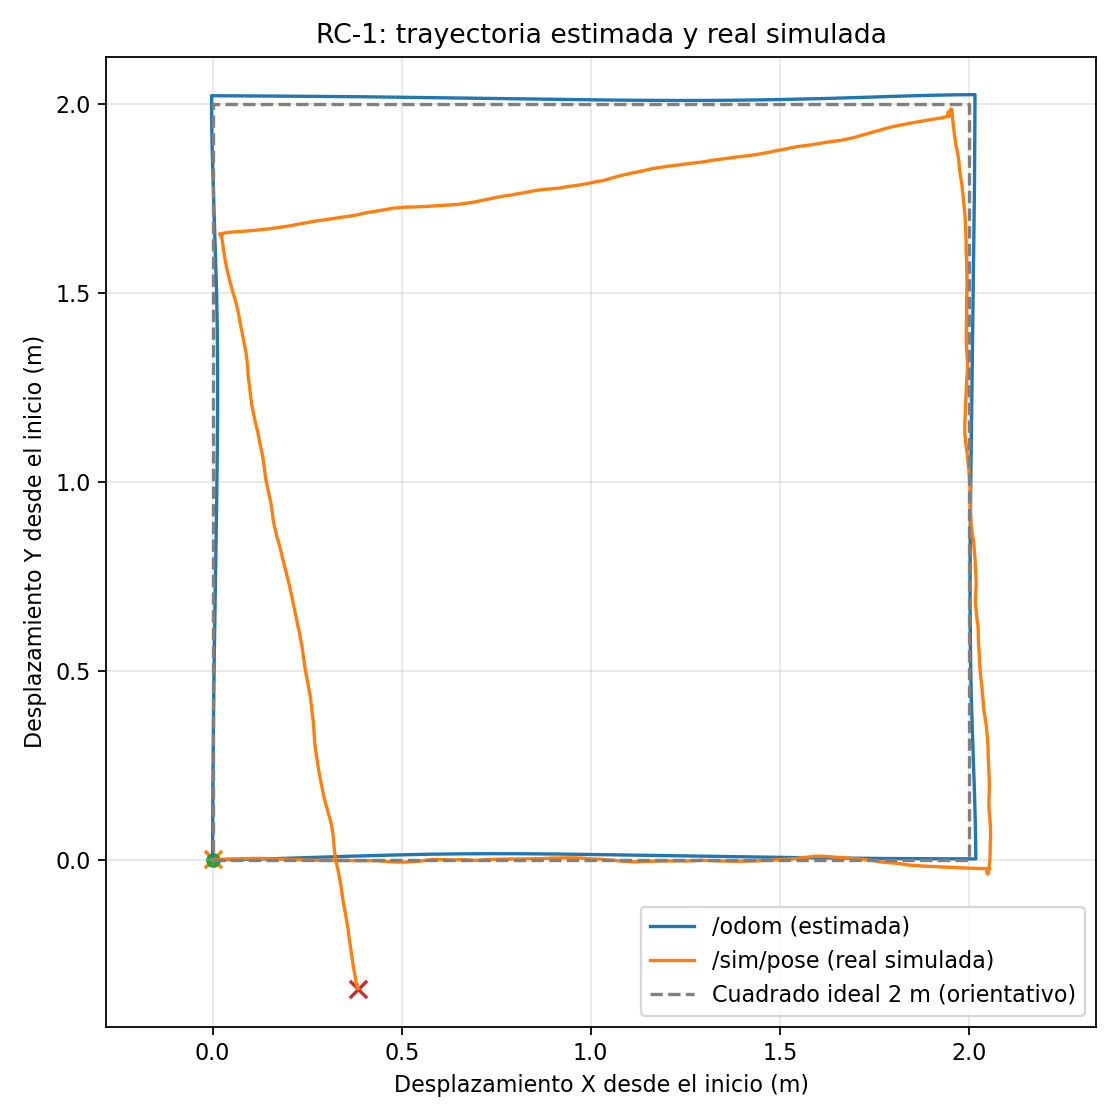 RC-1: trayectoria estimada y real simulada
Desplazamiento Y desde el inicio (m)
2.0
1.5
1.0
0.5
0.0
/odom (estimada)
/sim/pose (real simulada)
Cuadrado ideal 2 m (orientativo)
0.0 0.5 1.0 1.5 2.0
Desplazamiento X desde el inicio (m)